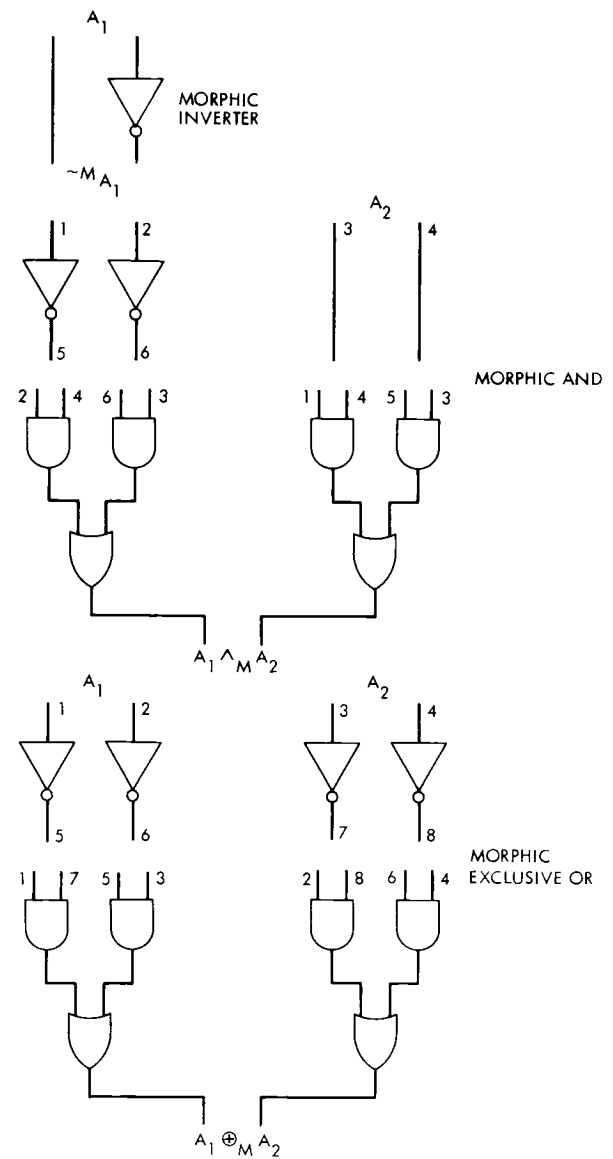 A1
MORPHIC
INVERTER
~M A1
A2
1 2 3 4
5 6
MORPHIC AND
2 4 6 3 1 4 5 3
A1 ^M A2
A1 A2
1 2 3 4
5 6 7 8
MORPHIC
EXCLUSIVE OR
1 7 5 3 2 8 6 4
A1 ⊕M A2